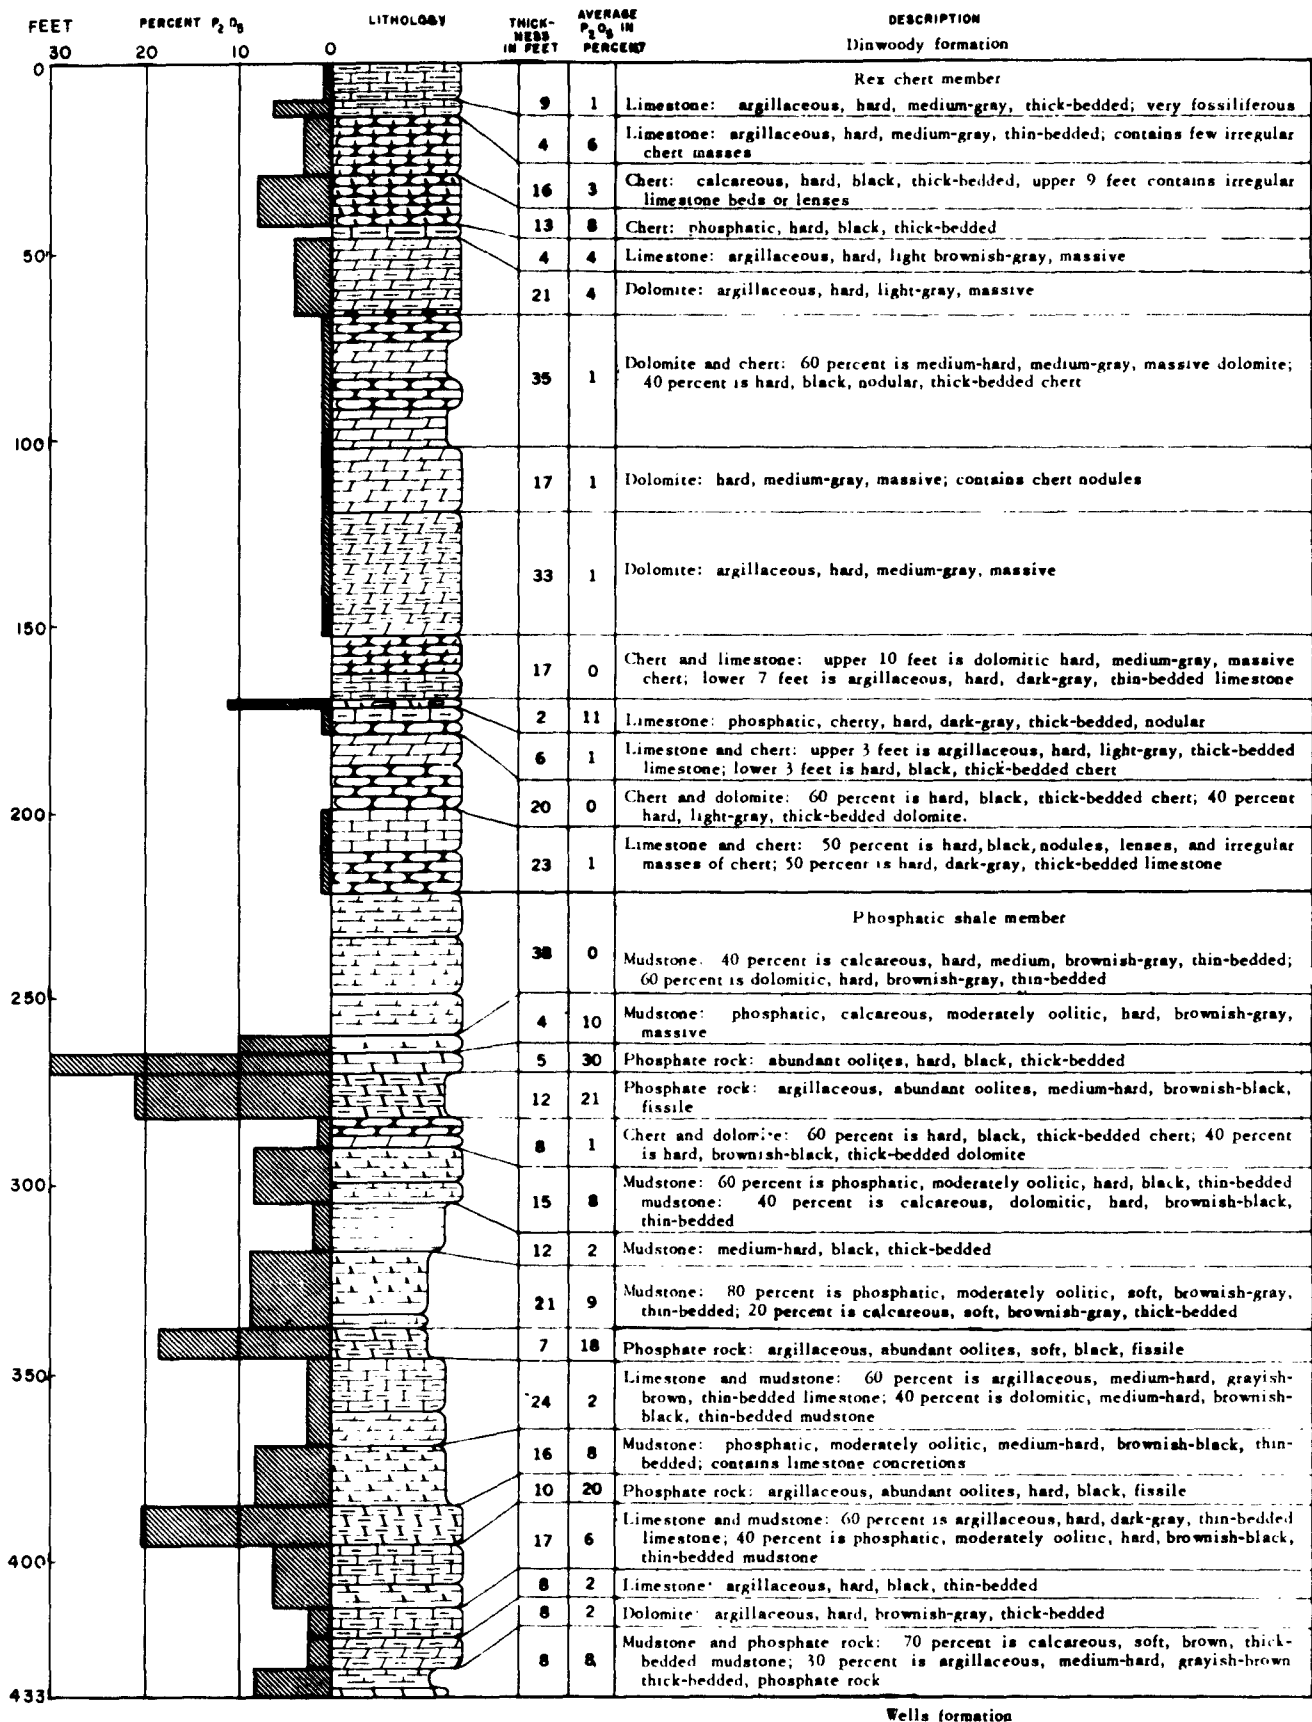 FEET PERCENT P2O5 LITHOLOGY THICK- NESS IN FEET AVERAGE P2O5 IN PERCENT DESCRIPTION
Dinwoody formation
30 20 10 0
0
Rex chert member
9 1 Limestone: argillaceous, hard, medium-gray, thick-bedded; very fossiliferous
4 6 Limestone: argillaceous, hard, medium-gray, thin-bedded; contains few irregular
chert masses
16 3 Chert: calcareous, hard, black, thick-bedded, upper 9 feet contains irregular
limestone beds or lenses
13 8 Chert: phosphatic, hard, black, thick-bedded
50 4 4 Limestone: argillaceous, hard, light brownish-gray, massive
21 4 Dolomite: argillaceous, hard, light-gray, massive
35 1 Dolomite and chert: 60 percent is medium-hard, medium-gray, massive dolomite;
40 percent is hard, black, nodular, thick-bedded chert
100
17 1 Dolomite: hard, medium-gray, massive; contains chert nodules
33 1 Dolomite: argillaceous, hard, medium-gray, massive
150
17 0 Chert and limestone: upper 10 feet is dolomitic hard, medium-gray, massive
chert; lower 7 feet is argillaceous, hard, dark-gray, thin-bedded limestone
2 11 Limestone: phosphatic, cherty, hard, dark-gray, thick-bedded, nodular
6 1 Limestone and chert: upper 3 feet is argillaceous, hard, light-gray, thick-bedded
limestone; lower 3 feet is hard, black, thick-bedded chert
200 20 0 Chert and dolomite: 60 percent is hard, black, thick-bedded chert; 40 percent
hard, light-gray, thick-bedded dolomite.
23 1 Limestone and chert: 50 percent is hard, black, nodules, lenses, and irregular
masses of chert; 50 percent is hard, dark-gray, thick-bedded limestone
Phosphatic shale member
38 0 Mudstone. 40 percent is calcareous, hard, medium, brownish-gray, thin-bedded;
60 percent is dolomitic, hard, brownish-gray, thin-bedded
250
4 10 Mudstone: phosphatic, calcareous, moderately oolitic, hard, brownish-gray,
massive
5 30 Phosphate rock: abundant oolites, hard, black, thick-bedded
12 21 Phosphate rock: argillaceous, abundant oolites, medium-hard, brownish-black,
fissile
8 1 Chert and dolomite: 60 percent is hard, black, thick-bedded chert; 40 percent
is hard, brownish-black, thick-bedded dolomite
300
15 8 Mudstone: 60 percent is phosphatic, moderately oolitic, hard, black, thin-bedded
mudstone: 40 percent is calcareous, dolomitic, hard, brownish-black,
thin-bedded
12 2 Mudstone: medium-hard, black, thick-bedded
21 9 Mudstone: 80 percent is phosphatic, moderately oolitic, soft, brownish-gray,
thin-bedded; 20 percent is calcareous, soft, brownish-gray, thick-bedded
7 18 Phosphate rock: argillaceous, abundant oolites, soft, black, fissile
350
24 2 Limestone and mudstone: 60 percent is argillaceous, medium-hard, grayish-
brown, thin-bedded limestone; 40 percent is dolomitic, medium-hard, brownish-
black, thin-bedded mudstone
16 8 Mudstone: phosphatic, moderately oolitic, medium-hard, brownish-black, thin-
bedded; contains limestone concretions
10 20 Phosphate rock: argillaceous, abundant oolites, hard, black, fissile
400
17 6 Limestone and mudstone: 60 percent is argillaceous, hard, dark-gray, thin-bedded
limestone; 40 percent is phosphatic, moderately oolitic, hard, brownish-black,
thin-bedded mudstone
8 2 Limestone: argillaceous, hard, black, thin-bedded
8 2 Dolomite: argillaceous, hard, brownish-gray, thick-bedded
8 8 Mudstone and phosphate rock: 70 percent is calcareous, soft, brown, thick-
bedded mudstone; 30 percent is argillaceous, medium-hard, grayish-brown
thick-bedded, phosphate rock
433
Wells formation